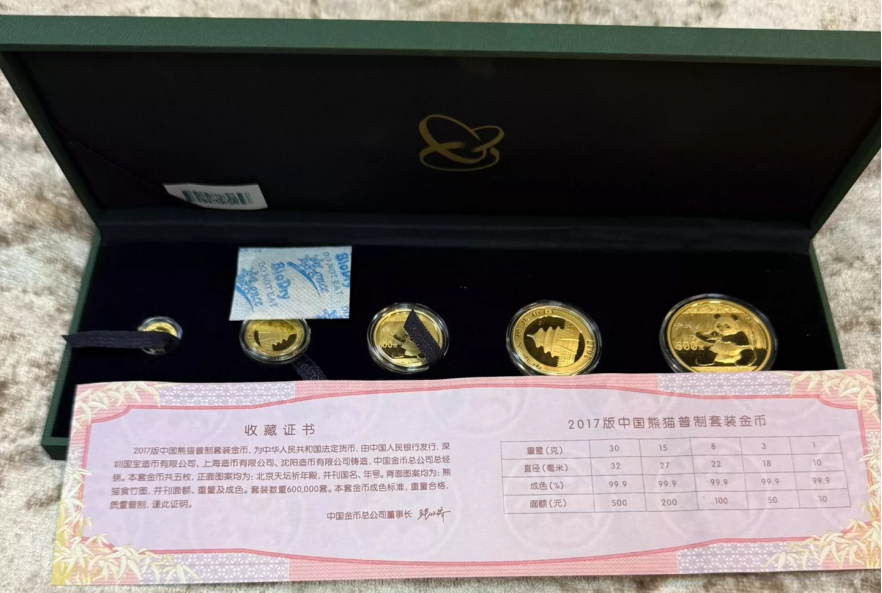 BioDry
500元
收藏证书
2017版中国熊猫普制套装金币，为中华人民共和国法定货币，由中国人民银行发行，深
圳国宝造币有限公司、上海造币有限公司、沈阳造币有限公司铸造，中国金币总公司总经
销。本套金币共五枚，正面图案均为：北京天坛祈年殿，并刊国名、年号。背面图案均为：熊
猫食竹图，并刊面额、重量及成色。套装数量600,000套。本套金币成色标准，重量合格，
质量普制，谨此证明。
中国金币总公司董事长
2017版中国熊猫普制套装金币
重量（克） 30 15 8 3 1
直径（毫米） 32 27 22 18 10
成色（%） 99.9 99.9 99.9 99.9 99.9
面额（元） 500 200 100 50 10